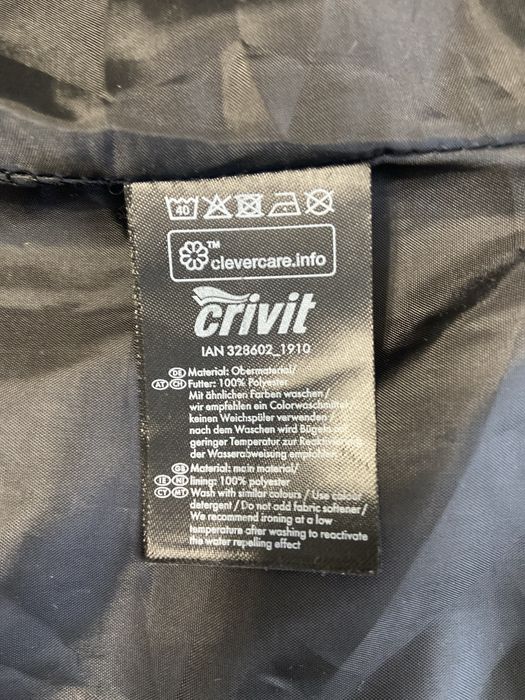 40
™
clevercare.info
crivit
IAN 328602_1910
DE Material: Obermaterial/
AT CH Futter: 100% Polyester
Mit ähnlichen Farben waschen /
wir empfehlen ein Colorwaschmittel
keinen Weichspüler verwenden /
nach dem Waschen wird Bügeln
geringer Temperatur zur Reaktivierung
der Wasserabweisung empfohlen
GB Material: main material/
IE NI lining: 100% polyester
CY MT Wash with similar colours / Use colour
detergent / Do not add fabric softener/
We recommend ironing at a low
temperature after washing to reactivate
the water repelling effect